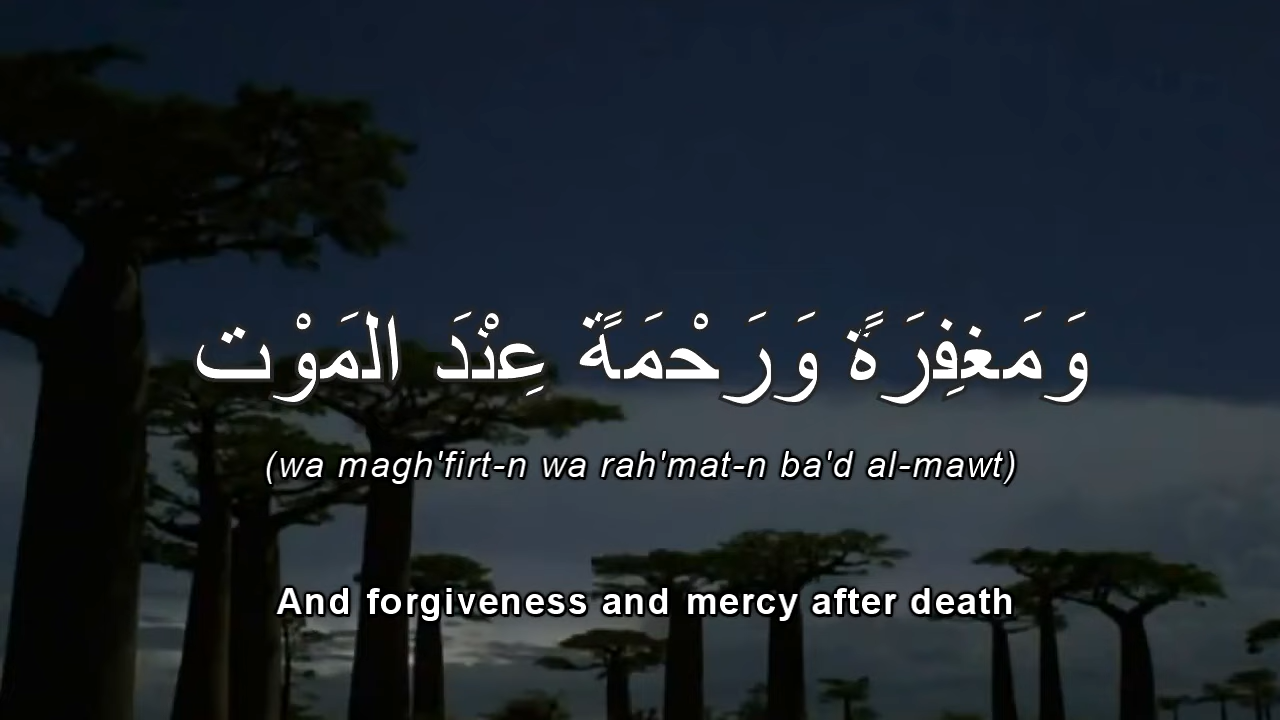 وَمَغفِرَةً وَرَحْمَةً عِنْدَ المَوْت
(wa magh'firt-n wa rah'mat-n ba'd al-mawt)
And forgiveness and mercy after death